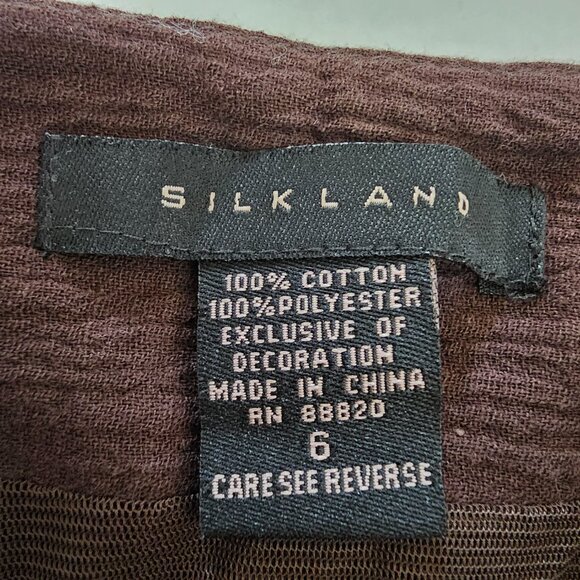 SILKLAND
100% COTTON
100% POLYESTER
EXCLUSIVE OF
DECORATION
MADE IN CHINA
RN 88820
6
CARE SEE REVERSE